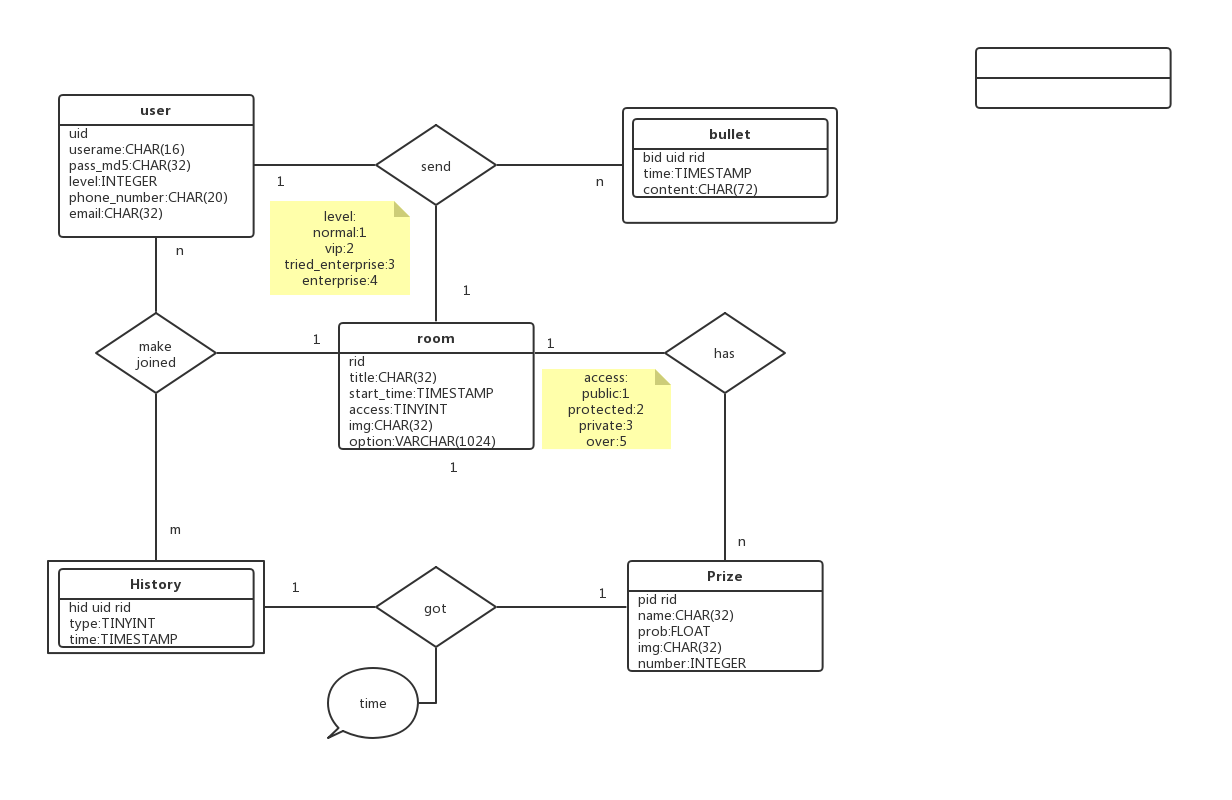 user
uid
userame:CHAR(16)
pass_md5:CHAR(32)
level:INTEGER
phone_number:CHAR(20)
email:CHAR(32)
1
send
n
bullet
bid uid rid
time:TIMESTAMP
content:CHAR(72)
level:
normal:1
vip:2
tried_enterprise:3
enterprise:4
n
1
make
joined
1
room
rid
title:CHAR(32)
start_time:TIMESTAMP
access:TINYINT
img:CHAR(32)
option:VARCHAR(1024)
1
1
has
access:
public:1
protected:2
private:3
over:5
m
n
History
hid uid rid
type:TINYINT
time:TIMESTAMP
1
got
1
Prize
pid rid
name:CHAR(32)
prob:FLOAT
img:CHAR(32)
number:INTEGER
time